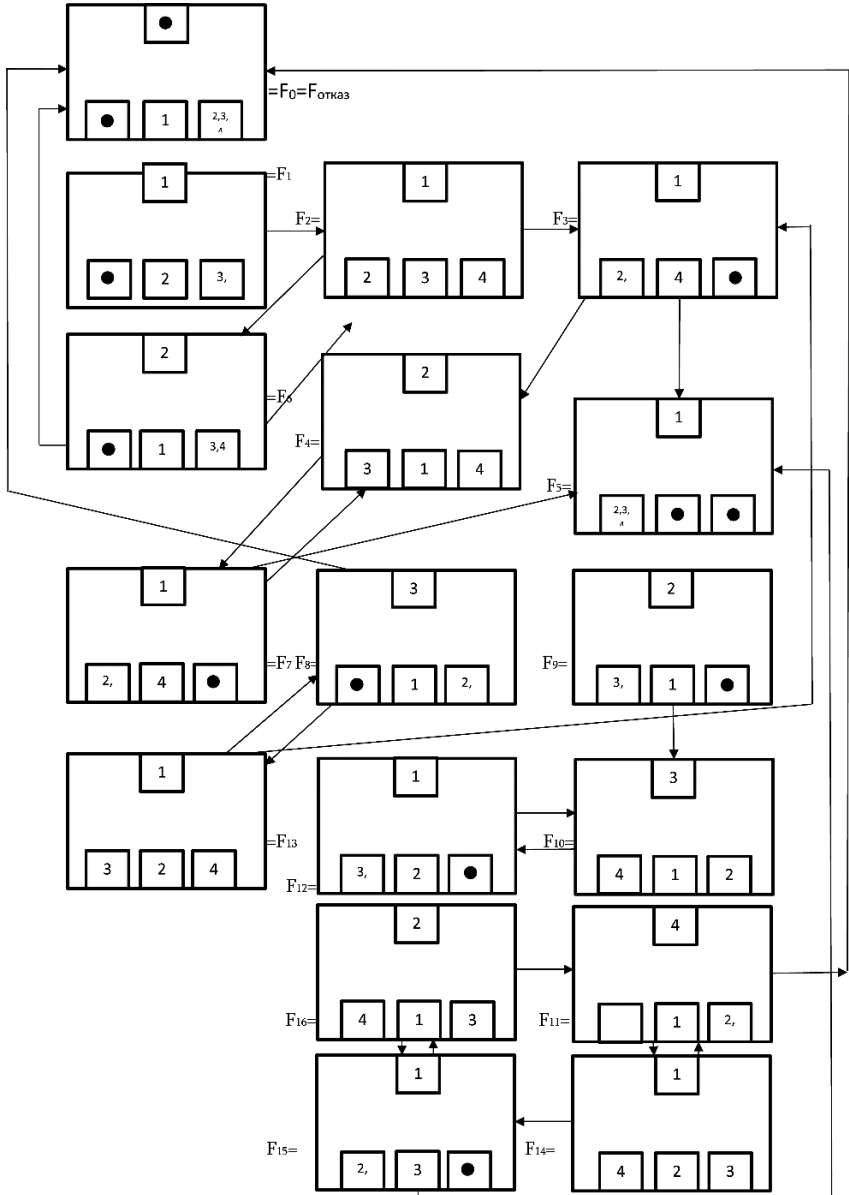 =F0=Fотказ
1 2,3, 4
1 =F1
2 3,
F2= 1
2 3 4
F3= 1
2, 4
2 =F6
1 3,4
F4= 2
3 1 4
F5= 1
2,3, 4
1 =F7
2, 4
F8= 3
1 2,
F9= 2
3, 1
1 =F13
3 2 4
F12= 1
3, 2
F10= 3
4 1 2
F16= 2
4 1 3
F11= 4
1 2,
F15= 1
2, 3
F14= 1
4 2 3